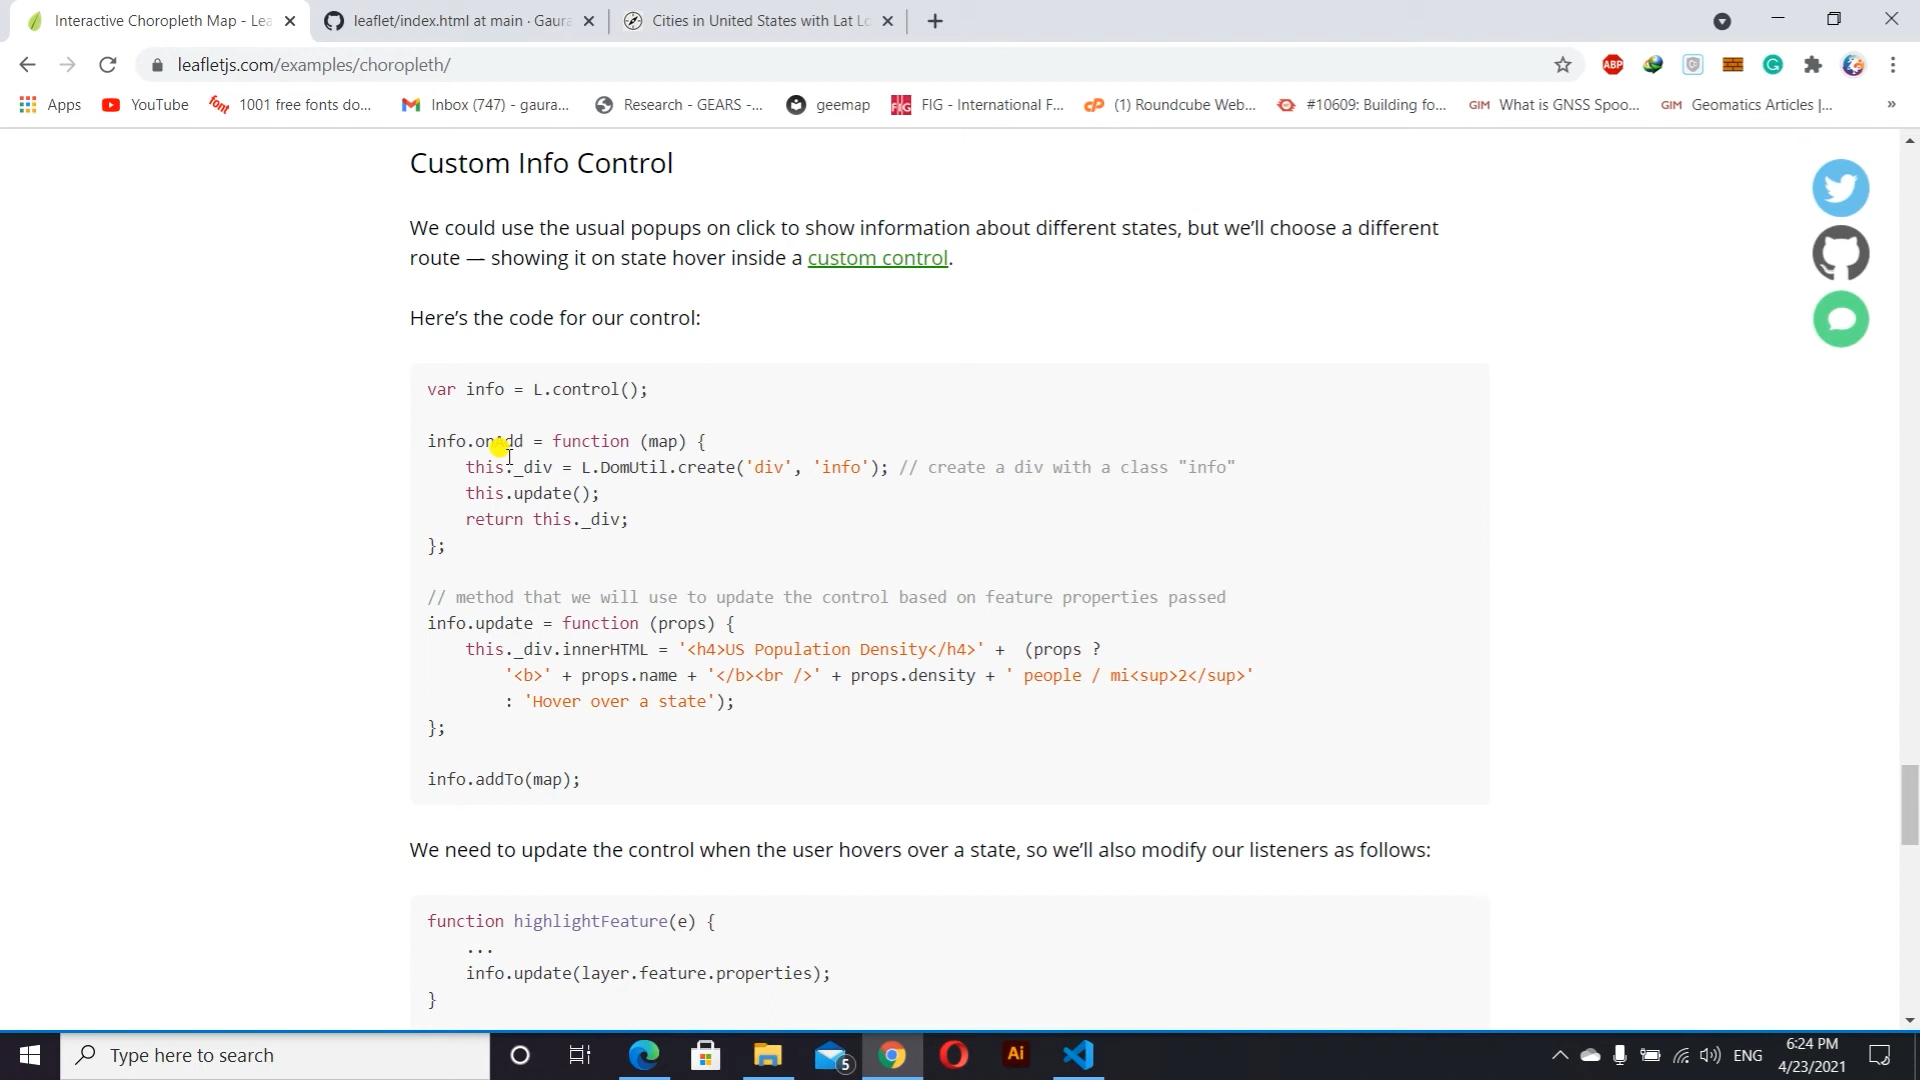 Interactive Choropleth Map - Lea
leaflet/index.html at main · Gaura
Cities in United States with Lat Lo
leafletjs.com/examples/choropleth/
ABP
Apps
YouTube
font
1001 free fonts do...
Inbox (747) - gaura...
Research - GEARS -...
geemap
FIG
FIG - International F...
cP
(1) Roundcube Web...
#10609: Building fo...
GIM
What is GNSS Spoo...
GIM
Geomatics Articles |...
»
Custom Info Control
We could use the usual popups on click to show information about different states, but we’ll choose a different
route — showing it on state hover inside a custom control.
Here’s the code for our control:
var info = L.control();
info.onAdd = function (map) {
this._div = L.DomUtil.create('div', 'info'); // create a div with a class "info"
this.update();
return this._div;
};
// method that we will use to update the control based on feature properties passed
info.update = function (props) {
this._div.innerHTML = '<h4>US Population Density</h4>' +  (props ?
'<b>' + props.name + '</b><br />' + props.density + ' people / mi<sup>2</sup>'
: 'Hover over a state');
};
info.addTo(map);
We need to update the control when the user hovers over a state, so we’ll also modify our listeners as follows:
function highlightFeature(e) {
...
info.update(layer.feature.properties);
}
Type here to search
5
Ai
ENG
6:24 PM
4/23/2021